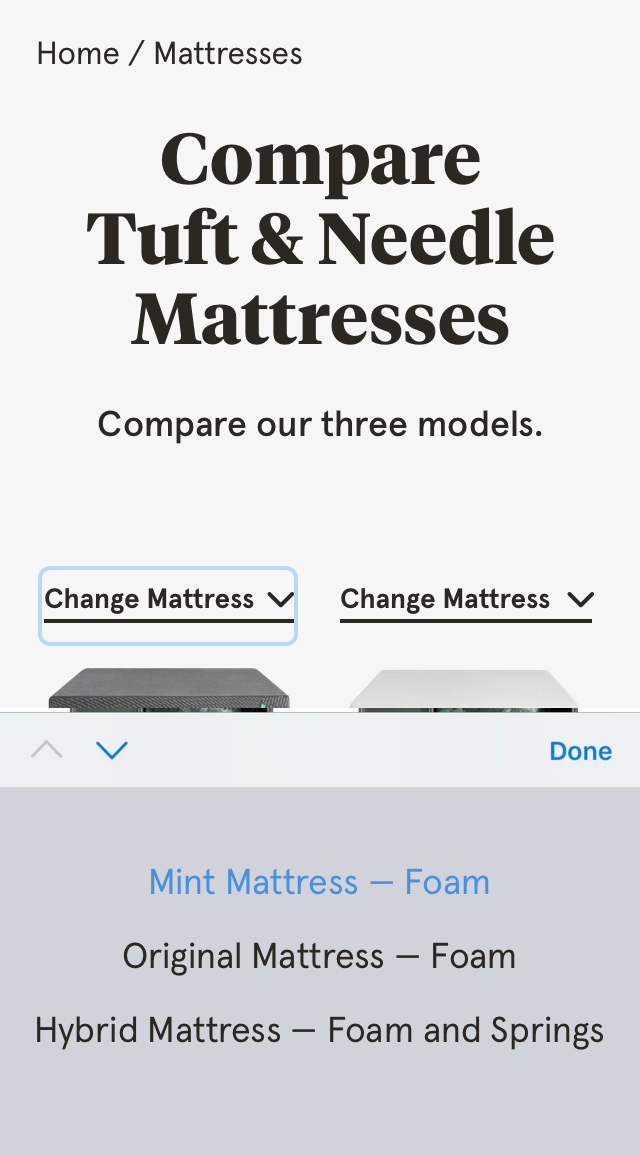 Home / Mattresses
Compare
Tuft & Needle
Mattresses
Compare our three models.
Change Mattress
Change Mattress
Done
Mint Mattress — Foam
Original Mattress — Foam
Hybrid Mattress — Foam and Springs